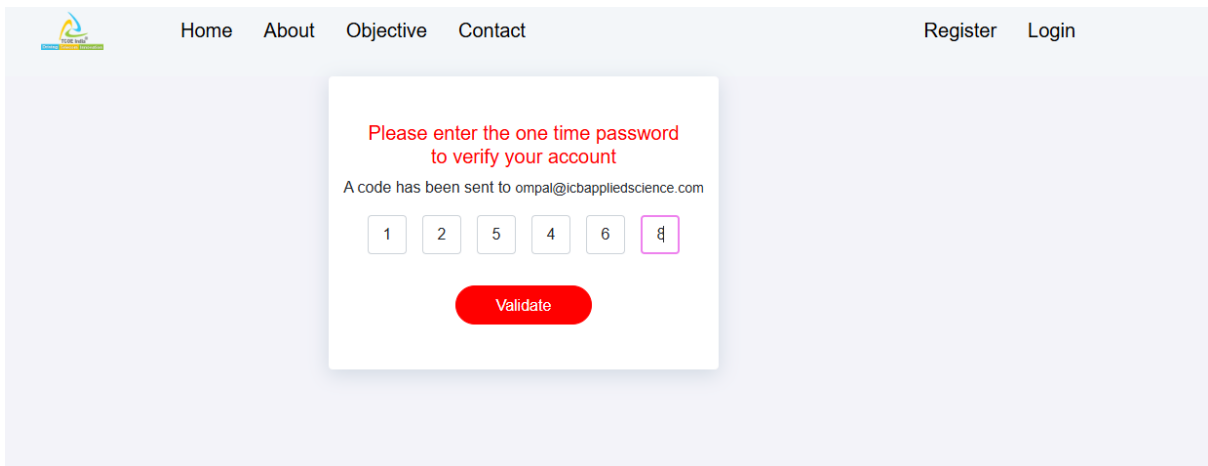 Home About Objective Contact Register Login
Please enter the one time password
to verify your account
A code has been sent to ompal@icbappliedscience.com
1 2 5 4 6 8
Validate